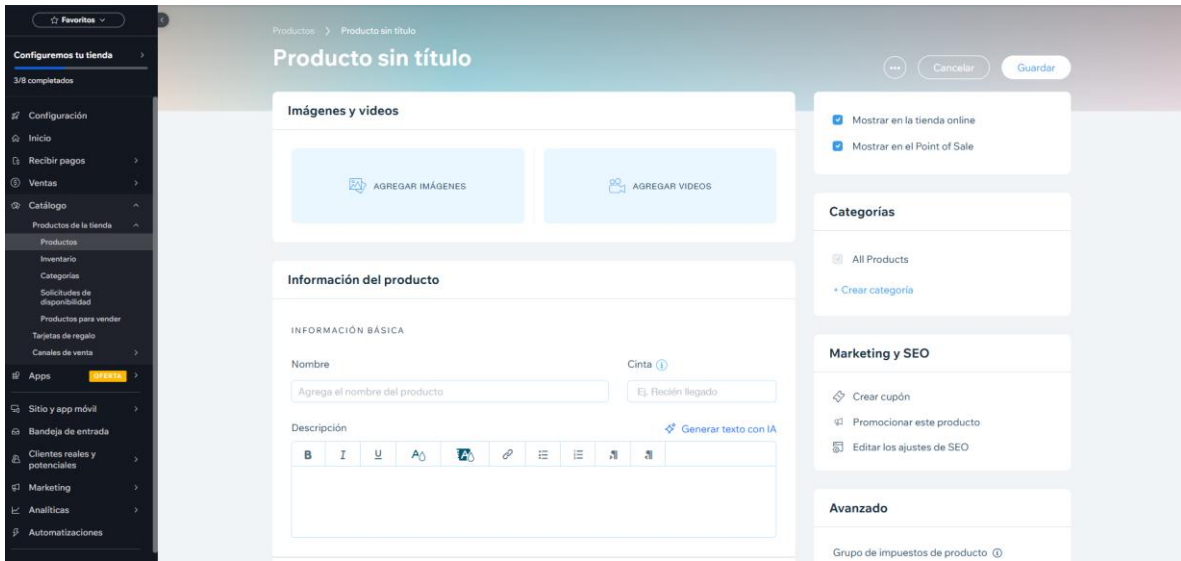 Favoritos
Configuremos tu tienda
3/8 completados
Configuración
Inicio
Recibir pagos
Ventas
Catálogo
Productos de la tienda
Productos
Inventario
Categorías
Solicitudes de
disponibilidad
Productos para vender
Tarjetas de regalo
Canales de venta
Apps
OFERTA
Sitio y app móvil
Bandeja de entrada
Clientes reales y
potenciales
Marketing
Analíticas
Automatizaciones
Productos > Producto sin título
Producto sin título
Cancelar
Guardar
Imágenes y videos
AGREGAR IMÁGENES
AGREGAR VIDEOS
Información del producto
INFORMACIÓN BÁSICA
Nombre
Cinta
Agrega el nombre del producto
Ej. Recién llegado
Descripción
Generar texto con IA
B I U A A
Mostrar en la tienda online
Mostrar en el Point of Sale
Categorías
All Products
+ Crear categoría
Marketing y SEO
Crear cupón
Promocionar este producto
Editar los ajustes de SEO
Avanzado
Grupo de impuestos de producto